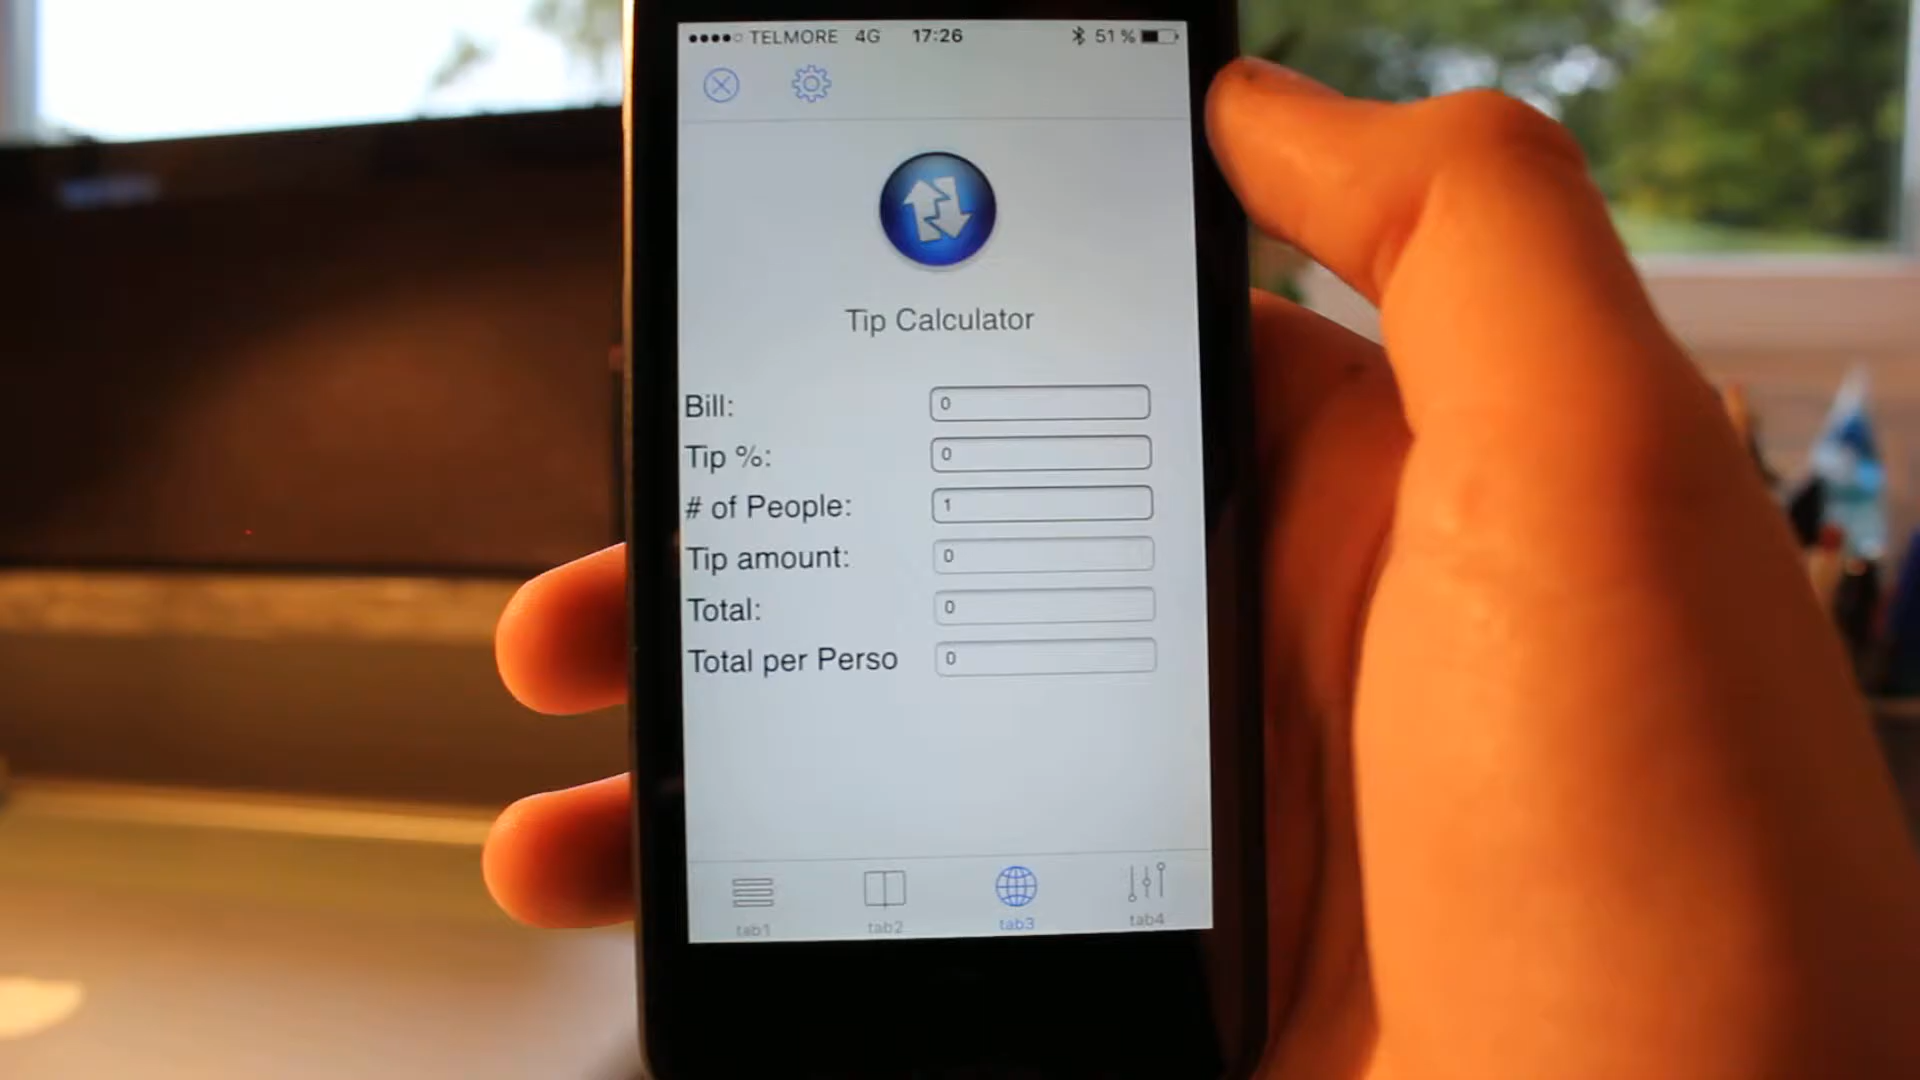 TELMORE 4G 17:26 51 %
Tip Calculator
Bill: 0
Tip %: 0
# of People: 1
Tip amount: 0
Total: 0
Total per Perso 0
tab1 tab2 tab3 tab4